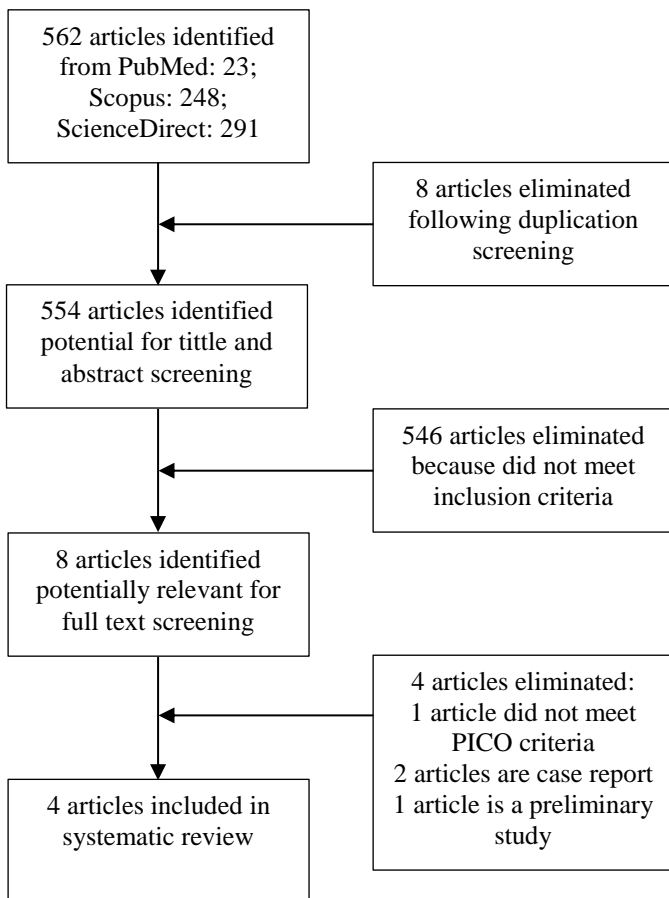 562 articles identified
from PubMed: 23;
Scopus: 248;
ScienceDirect: 291
8 articles eliminated
following duplication
screening
554 articles identified
potential for tittle and
abstract screening
546 articles eliminated
because did not meet
inclusion criteria
8 articles identified
potentially relevant for
full text screening
4 articles eliminated:
1 article did not meet
PICO criteria
2 articles are case report
1 article is a preliminary
study
4 articles included in
systematic review